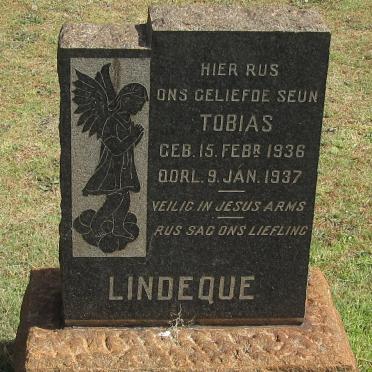 HIER RUS
ONS GELIEFDE SEUN
TOBIAS
GEB. 15. FEBR. 1936
OORL. 9. JAN. 1937
VEILIG IN JESUS ARMS
RUS SAG ONS LIEFLING
LINDEQUE